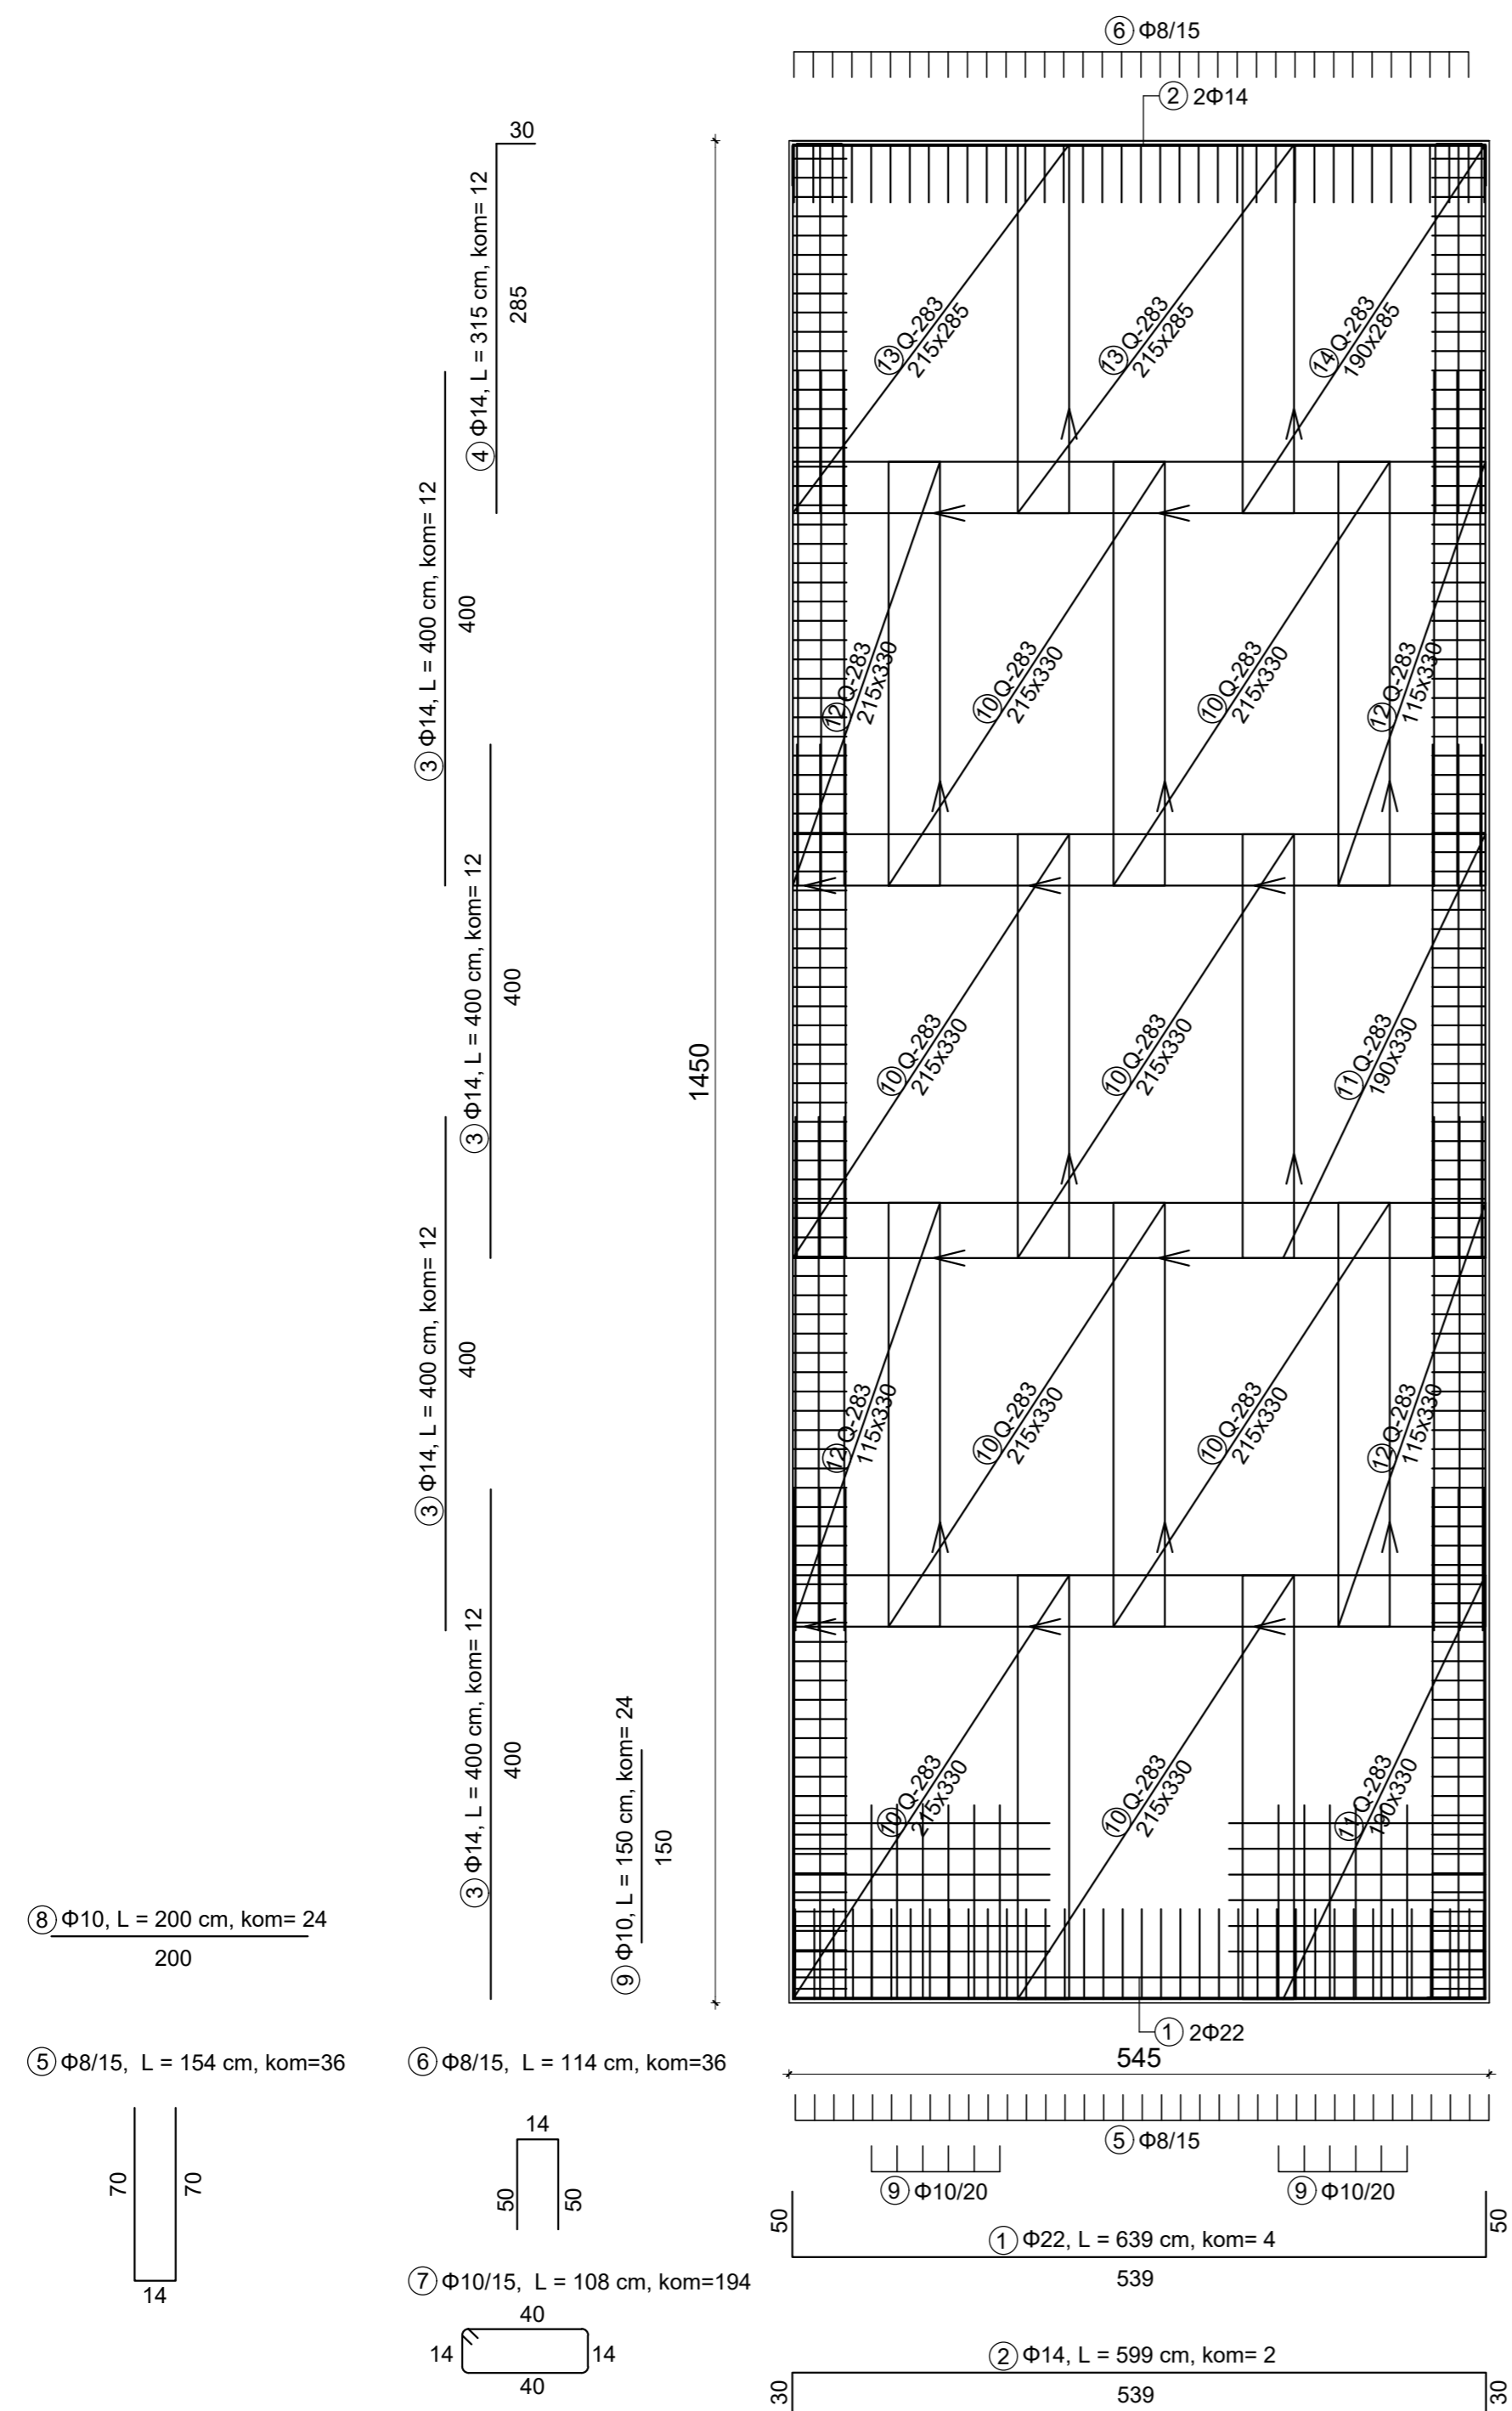 ⑥ Φ8/15
② 2Φ14
30
④ Φ14, L = 315 cm, kom= 12
285
⑬ Q-283
215x285
⑬ Q-283
215x285
⑭ Q-283
190x285
③ Φ14, L = 400 cm, kom= 12
400
⑫ Q-283
215x330
⑩ Q-283
215x330
⑩ Q-283
215x330
⑫ Q-283
115x330
③ Φ14, L = 400 cm, kom= 12
400
1450
⑩ Q-283
215x330
⑩ Q-283
215x330
⑪ Q-283
190x330
③ Φ14, L = 400 cm, kom= 12
400
⑫ Q-283
115x330
⑩ Q-283
215x330
⑩ Q-283
215x330
⑫ Q-283
115x330
③ Φ14, L = 400 cm, kom= 12
400
⑨ Φ10, L = 150 cm, kom= 24
150
⑩ Q-283
215x330
⑩ Q-283
215x330
⑪ Q-283
190x330
⑧ Φ10, L = 200 cm, kom= 24
200
① 2Φ22
545
⑤ Φ8/15, L = 154 cm, kom=36
70
70
14
⑥ Φ8/15, L = 114 cm, kom=36
14
50
50
⑤ Φ8/15
⑨ Φ10/20
⑨ Φ10/20
50
① Φ22, L = 639 cm, kom= 4
50
539
⑦ Φ10/15, L = 108 cm, kom=194
40
14
14
40
② Φ14, L = 599 cm, kom= 2
30
539
30